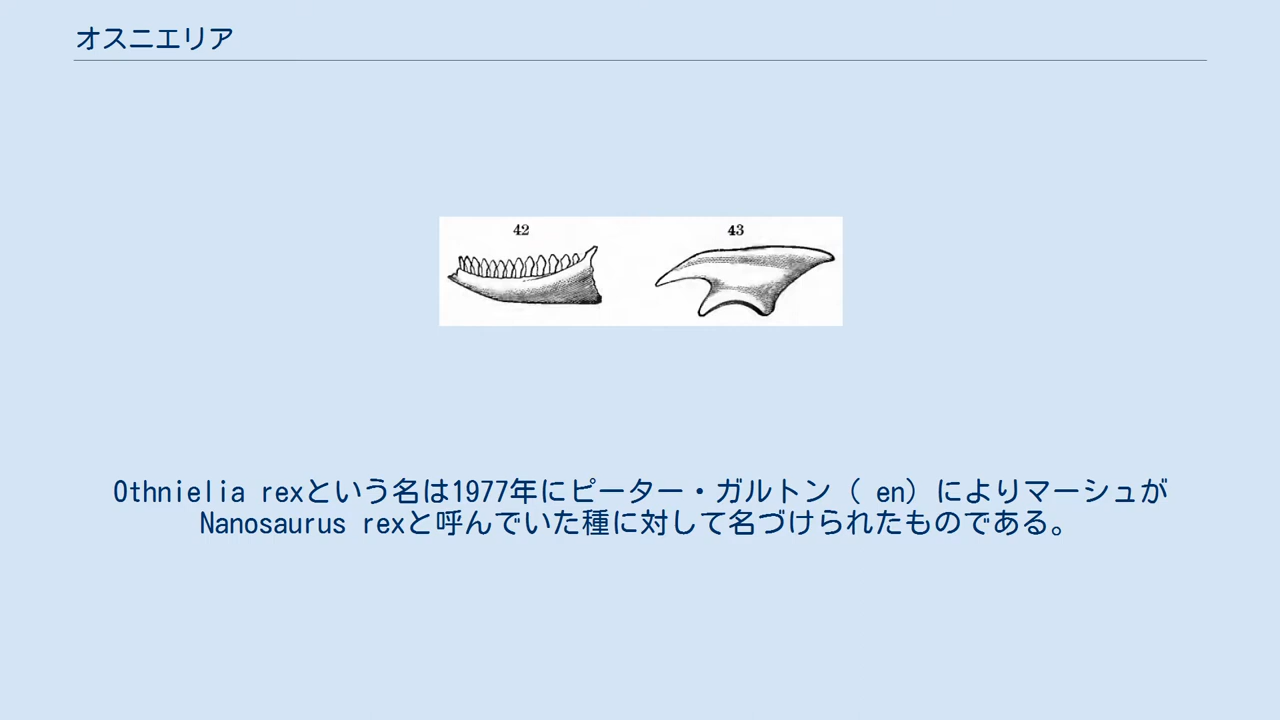 オスニエリア
42 43
Othnielia rexという名は1977年にピーター・ガルトン（ en）によりマーシュが
Nanosaurus rexと呼んでいた種に対して名づけられたものである。